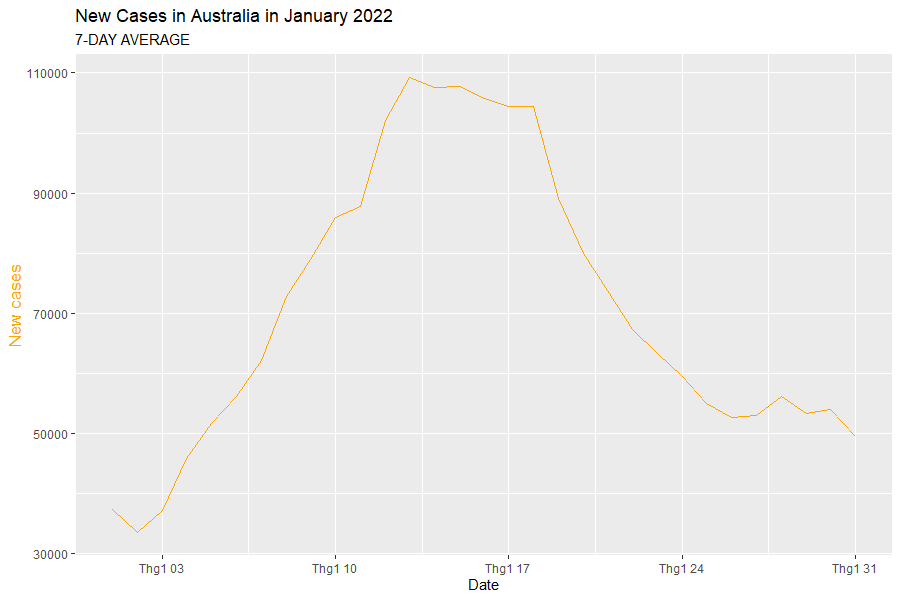 New Cases in Australia in January 2022
7-DAY AVERAGE
110000
90000
70000
50000
30000
New cases
Thg1 03
Thg1 10
Thg1 17
Thg1 24
Thg1 31
Date